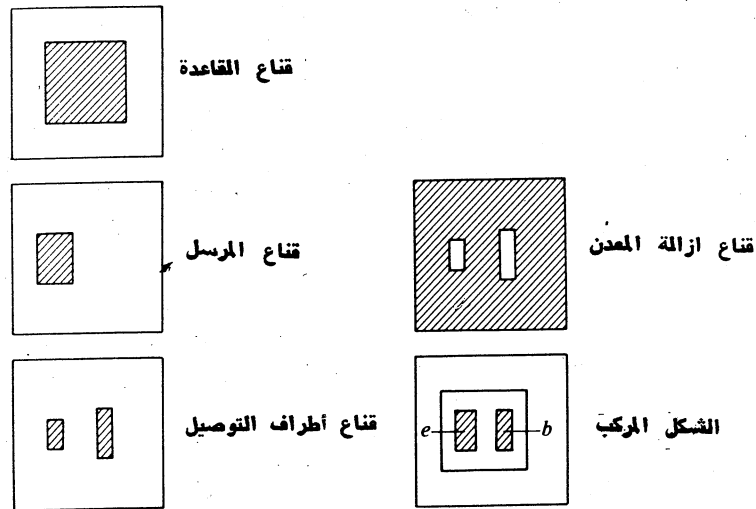 قناع القاعدة
قناع المرسل
قناع ازالة المعدن
قناع أطراف التوصيل
الشكل المركب
e
b